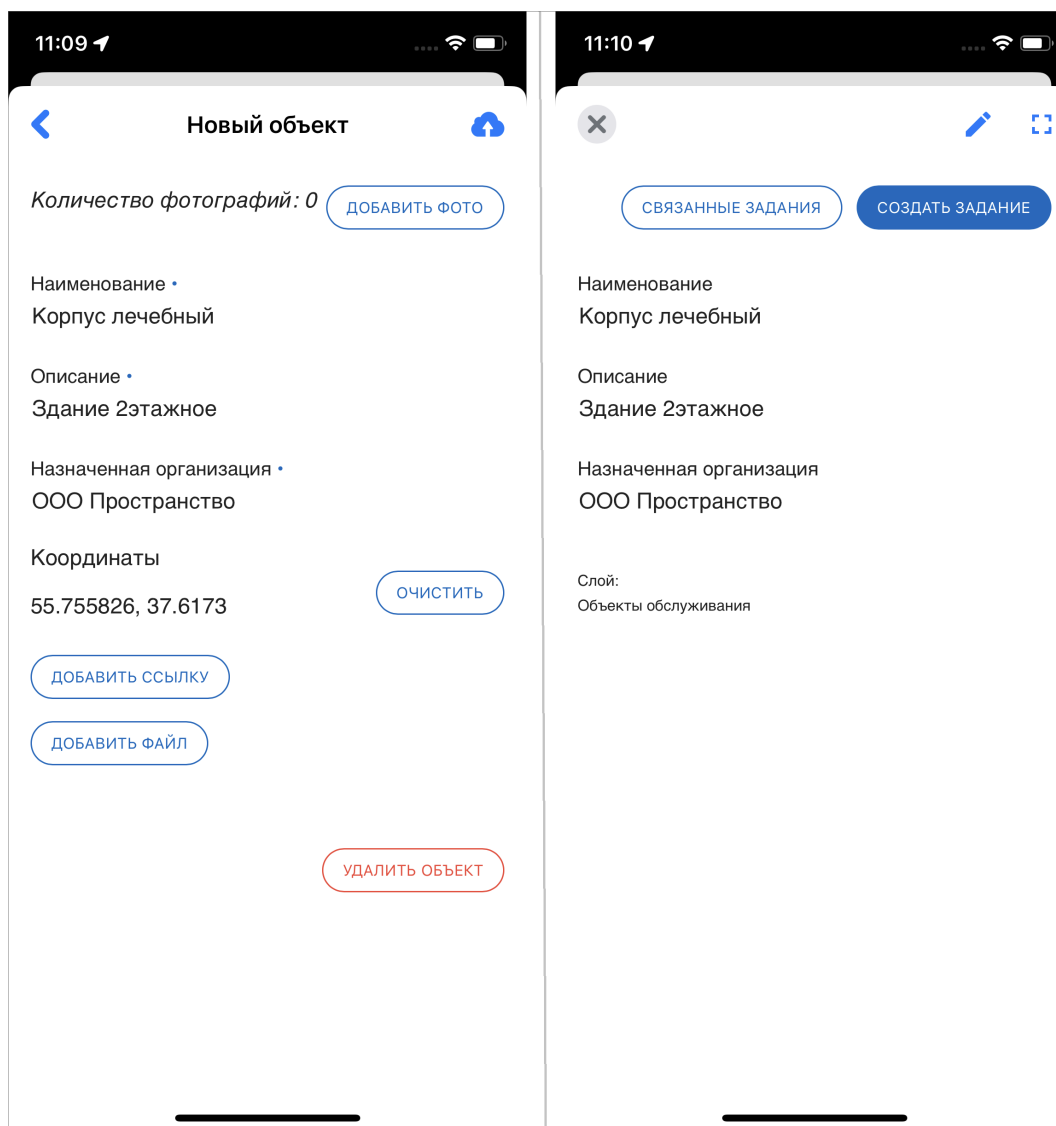 11:09
Новый объект
Количество фотографий: 0
ДОБАВИТЬ ФОТО
Наименование •
Корпус лечебный
Описание •
Здание 2этажное
Назначенная организация •
ООО Пространство
Координаты
55.755826, 37.6173
ОЧИСТИТЬ
ДОБАВИТЬ ССЫЛКУ
ДОБАВИТЬ ФАЙЛ
УДАЛИТЬ ОБЪЕКТ
11:10
СВЯЗАННЫЕ ЗАДАНИЯ
СОЗДАТЬ ЗАДАНИЕ
Наименование
Корпус лечебный
Описание
Здание 2этажное
Назначенная организация
ООО Пространство
Слой:
Объекты обслуживания